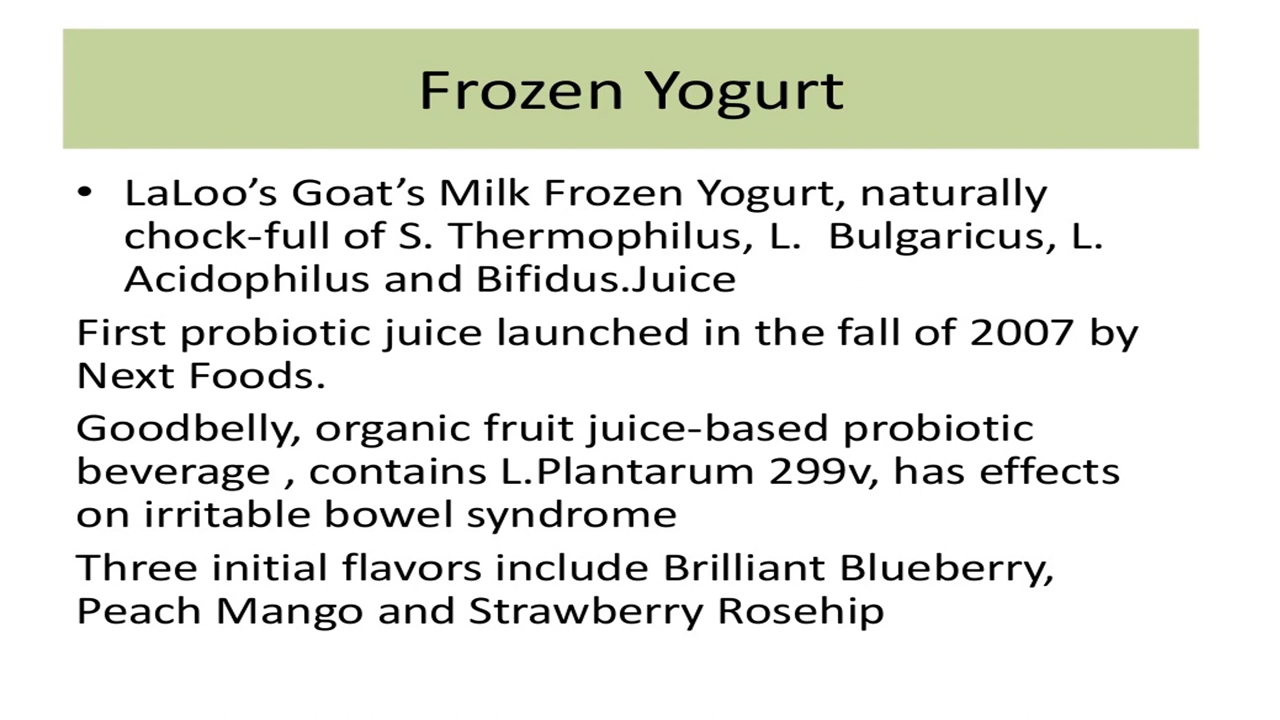 Frozen Yogurt
• LaLoo’s Goat’s Milk Frozen Yogurt, naturally
chock-full of S. Thermophilus, L.  Bulgaricus, L.
Acidophilus and Bifidus.Juice
First probiotic juice launched in the fall of 2007 by
Next Foods.
Goodbelly, organic fruit juice-based probiotic
beverage , contains L.Plantarum 299v, has effects
on irritable bowel syndrome
Three initial flavors include Brilliant Blueberry,
Peach Mango and Strawberry Rosehip